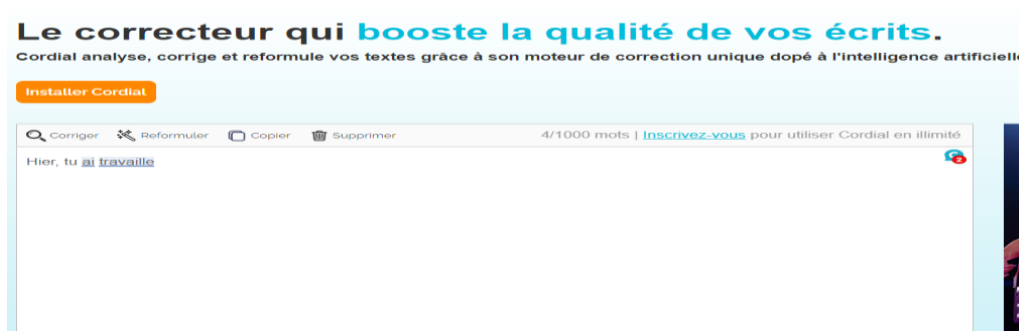 Le correcteur qui booste la qualité de vos écrits.
Cordial analyse, corrige et reformule vos textes grâce à son moteur de correction unique dopé à l'intelligence artificielle
Installer Cordial
Corriger Reformuler Copier Supprimer 4/1000 mots | Inscrivez-vous pour utiliser Cordial en illimité
Hier, tu ai travaille 2